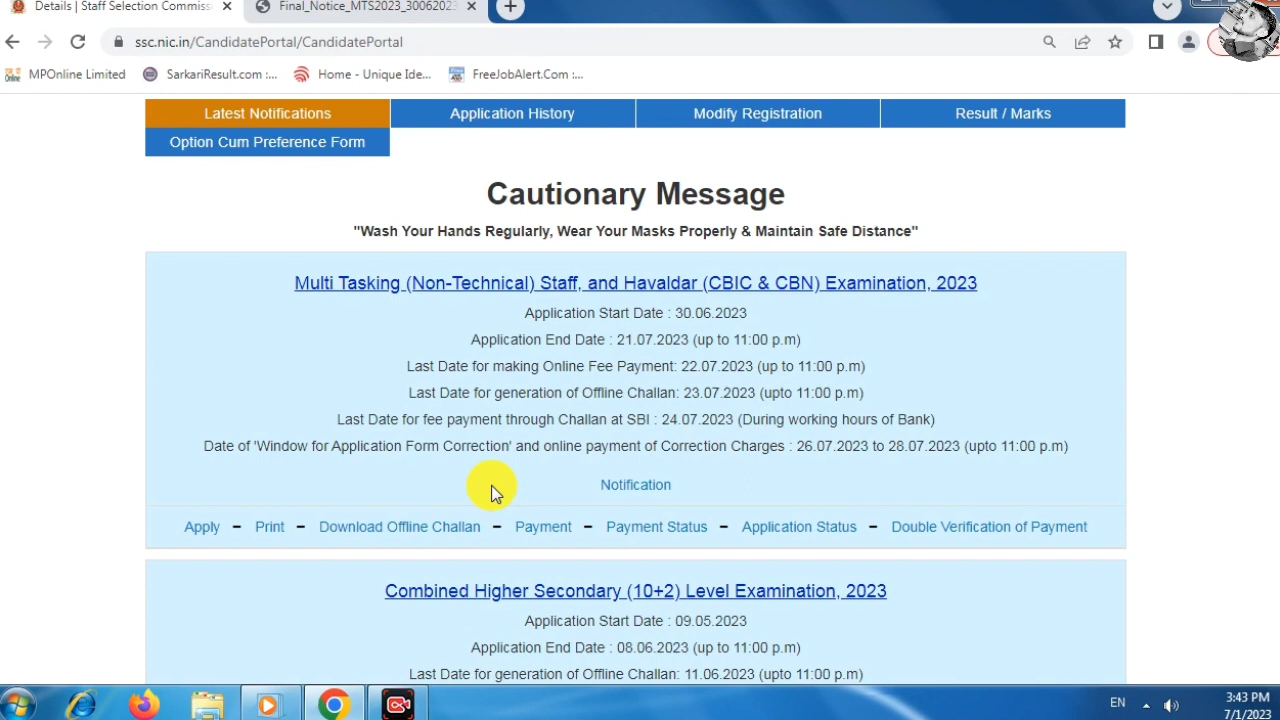 Details | Staff Selection Commiss
Final_Notice_MTS2023_30062023
ssc.nic.in/CandidatePortal/CandidatePortal
MPOnline Limited
SarkariResult.com :...
Home - Unique Ide...
FreeJobAlert.Com :...
Latest Notifications
Application History
Modify Registration
Result / Marks
Option Cum Preference Form
Cautionary Message
"Wash Your Hands Regularly, Wear Your Masks Properly & Maintain Safe Distance"
Multi Tasking (Non-Technical) Staff, and Havaldar (CBIC & CBN) Examination, 2023
Application Start Date : 30.06.2023
Application End Date : 21.07.2023 (up to 11:00 p.m)
Last Date for making Online Fee Payment: 22.07.2023 (up to 11:00 p.m)
Last Date for generation of Offline Challan: 23.07.2023 (upto 11:00 p.m)
Last Date for fee payment through Challan at SBI : 24.07.2023 (During working hours of Bank)
Date of 'Window for Application Form Correction' and online payment of Correction Charges : 26.07.2023 to 28.07.2023 (upto 11:00 p.m)
Notification
Apply – Print – Download Offline Challan – Payment – Payment Status – Application Status – Double Verification of Payment
Combined Higher Secondary (10+2) Level Examination, 2023
Application Start Date : 09.05.2023
Application End Date : 08.06.2023 (up to 11:00 p.m)
Last Date for generation of Offline Challan: 11.06.2023 (upto 11:00 p.m)
EN
3:43 PM
7/1/2023